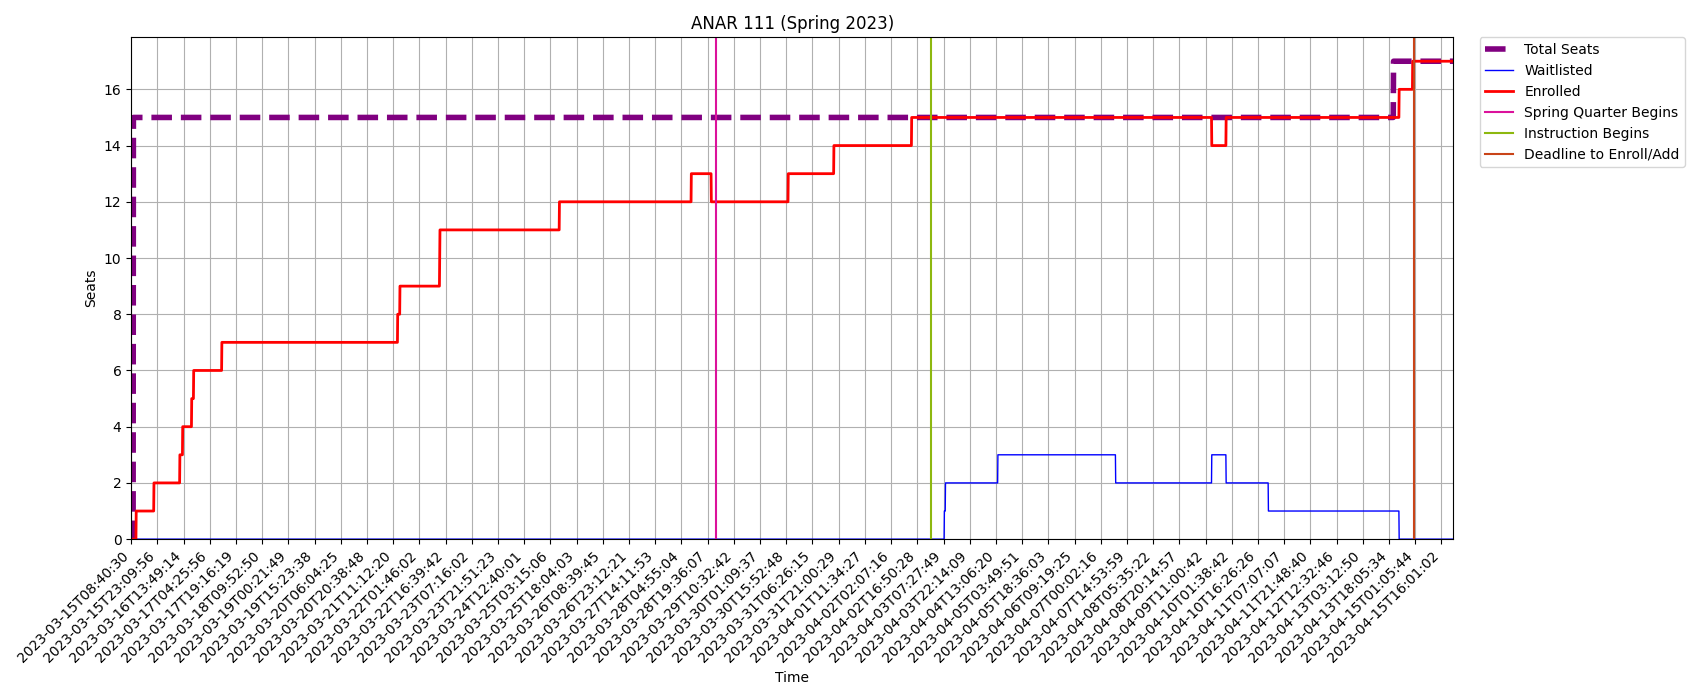 ANAR 111 (Spring 2023)
Total Seats
Waitlisted
Enrolled
Spring Quarter Begins
Instruction Begins
Deadline to Enroll/Add
Seats
16
14
12
10
8
6
4
2
0
2023-03-15T08:40:30
2023-03-15T23:09:56
2023-03-16T13:49:14
2023-03-17T04:25:56
2023-03-17T19:16:19
2023-03-18T09:52:50
2023-03-19T00:21:49
2023-03-19T15:23:38
2023-03-20T06:04:25
2023-03-20T20:38:48
2023-03-21T11:12:20
2023-03-22T01:46:02
2023-03-22T16:39:42
2023-03-23T07:16:02
2023-03-23T21:51:23
2023-03-24T12:40:01
2023-03-25T03:15:06
2023-03-25T18:04:03
2023-03-26T08:39:45
2023-03-26T23:12:21
2023-03-27T14:11:53
2023-03-28T04:55:04
2023-03-28T19:36:07
2023-03-29T10:32:42
2023-03-30T01:09:37
2023-03-30T15:52:48
2023-03-31T06:26:15
2023-03-31T21:00:29
2023-04-01T11:34:27
2023-04-02T02:07:16
2023-04-02T16:50:28
2023-04-03T07:27:49
2023-04-03T22:14:09
2023-04-04T13:06:20
2023-04-05T03:49:51
2023-04-05T18:36:03
2023-04-06T09:19:25
2023-04-07T00:02:16
2023-04-07T14:53:59
2023-04-08T05:35:22
2023-04-08T20:14:57
2023-04-09T11:00:42
2023-04-10T01:38:42
2023-04-10T16:26:26
2023-04-11T07:07:07
2023-04-11T21:48:40
2023-04-12T12:32:46
2023-04-13T03:12:50
2023-04-13T18:05:34
2023-04-15T01:05:44
2023-04-15T16:01:02
Time